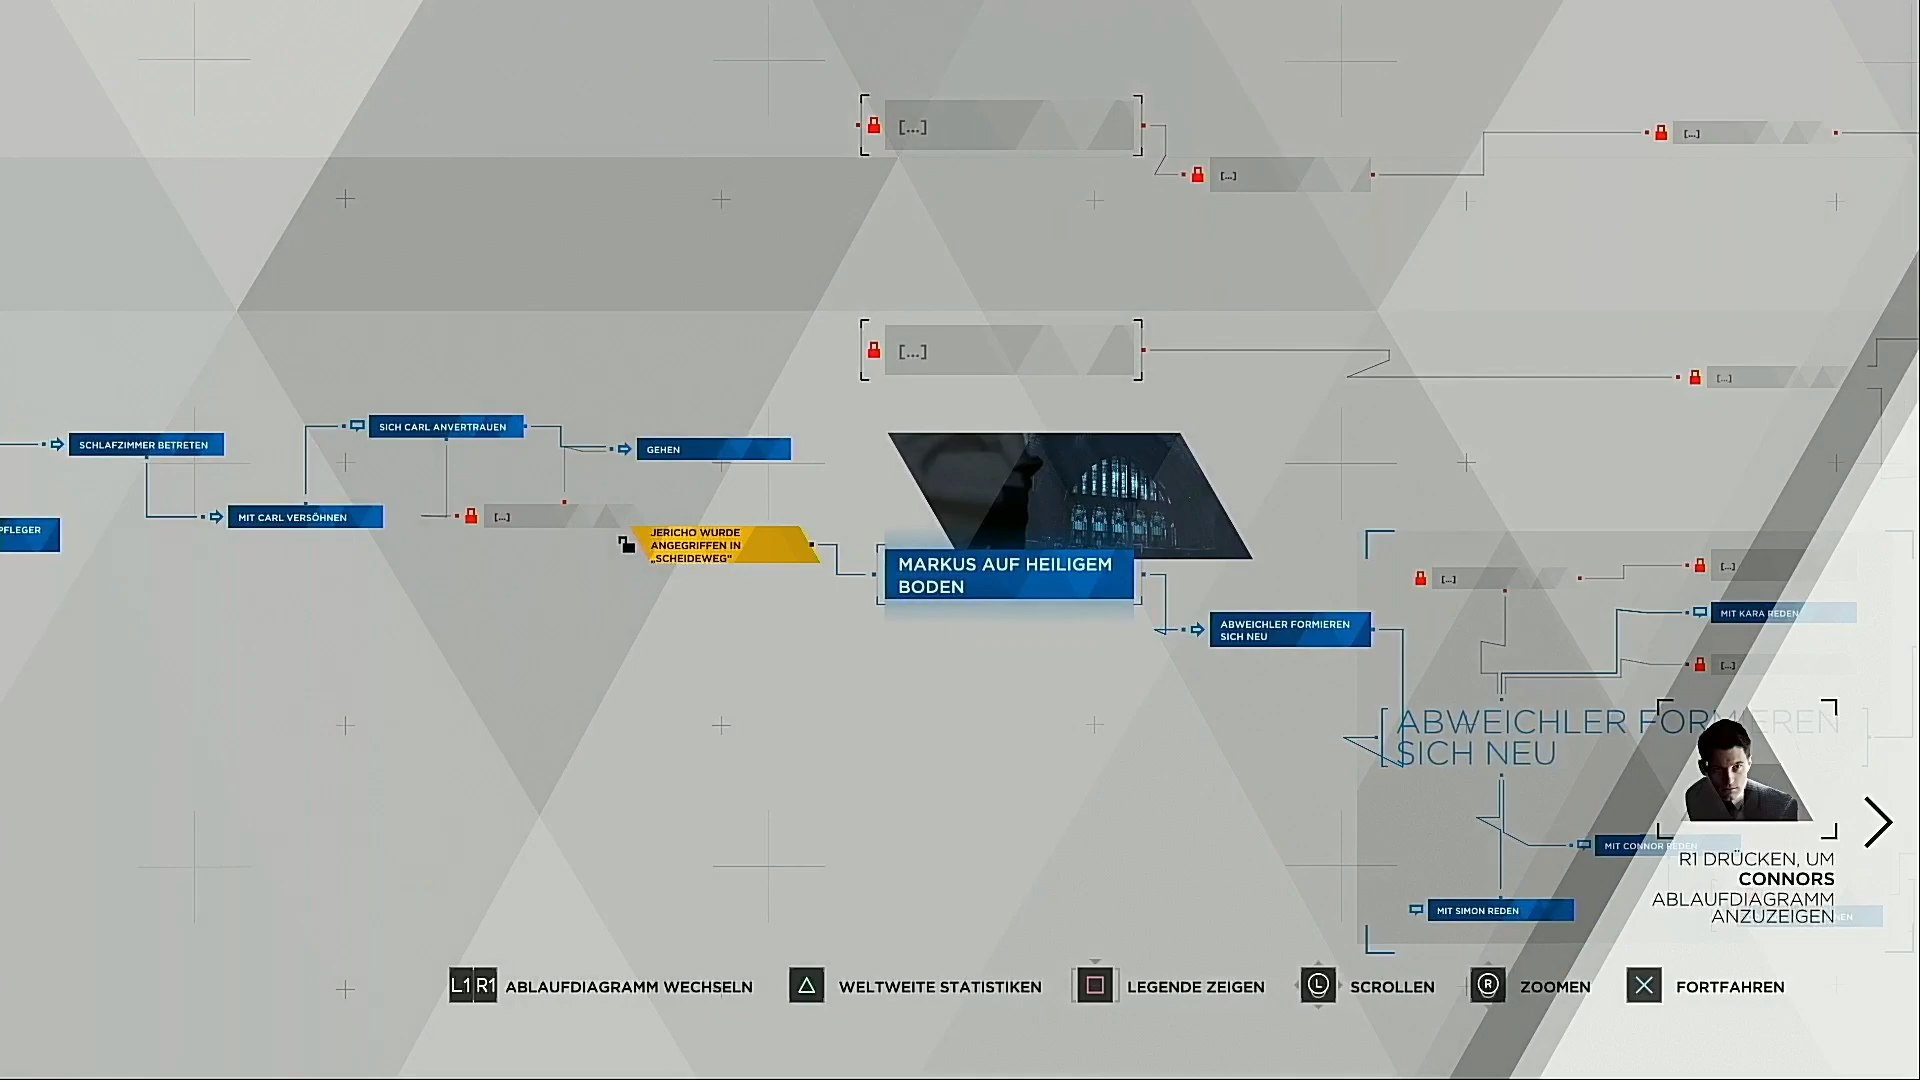 [...]
[...]
[...]
[...]
[...]
SCHLAFZIMMER BETRETEN
SICH CARL ANVERTRAUEN
GEHEN
MIT CARL VERSÖHNEN
[...]
PFLEGER
JERICHO WURDE
ANGEGRIFFEN IN
„SCHEIDEWEG"
MARKUS AUF HEILIGEM
BODEN
ABWEICHLER FORMIEREN
SICH NEU
[...]
[...]
MIT KARA REDEN
[...]
ABWEICHLER FORMIEREN
SICH NEU
MIT CONNOR REDEN
MIT SIMON REDEN
R1 DRÜCKEN, UM
CONNORS
ABLAUFDIAGRAMM
ANZUZEIGEN
L1 R1 ABLAUFDIAGRAMM WECHSELN
WELTWEITE STATISTIKEN
LEGENDE ZEIGEN
L SCROLLEN
R ZOOMEN
FORTFAHREN